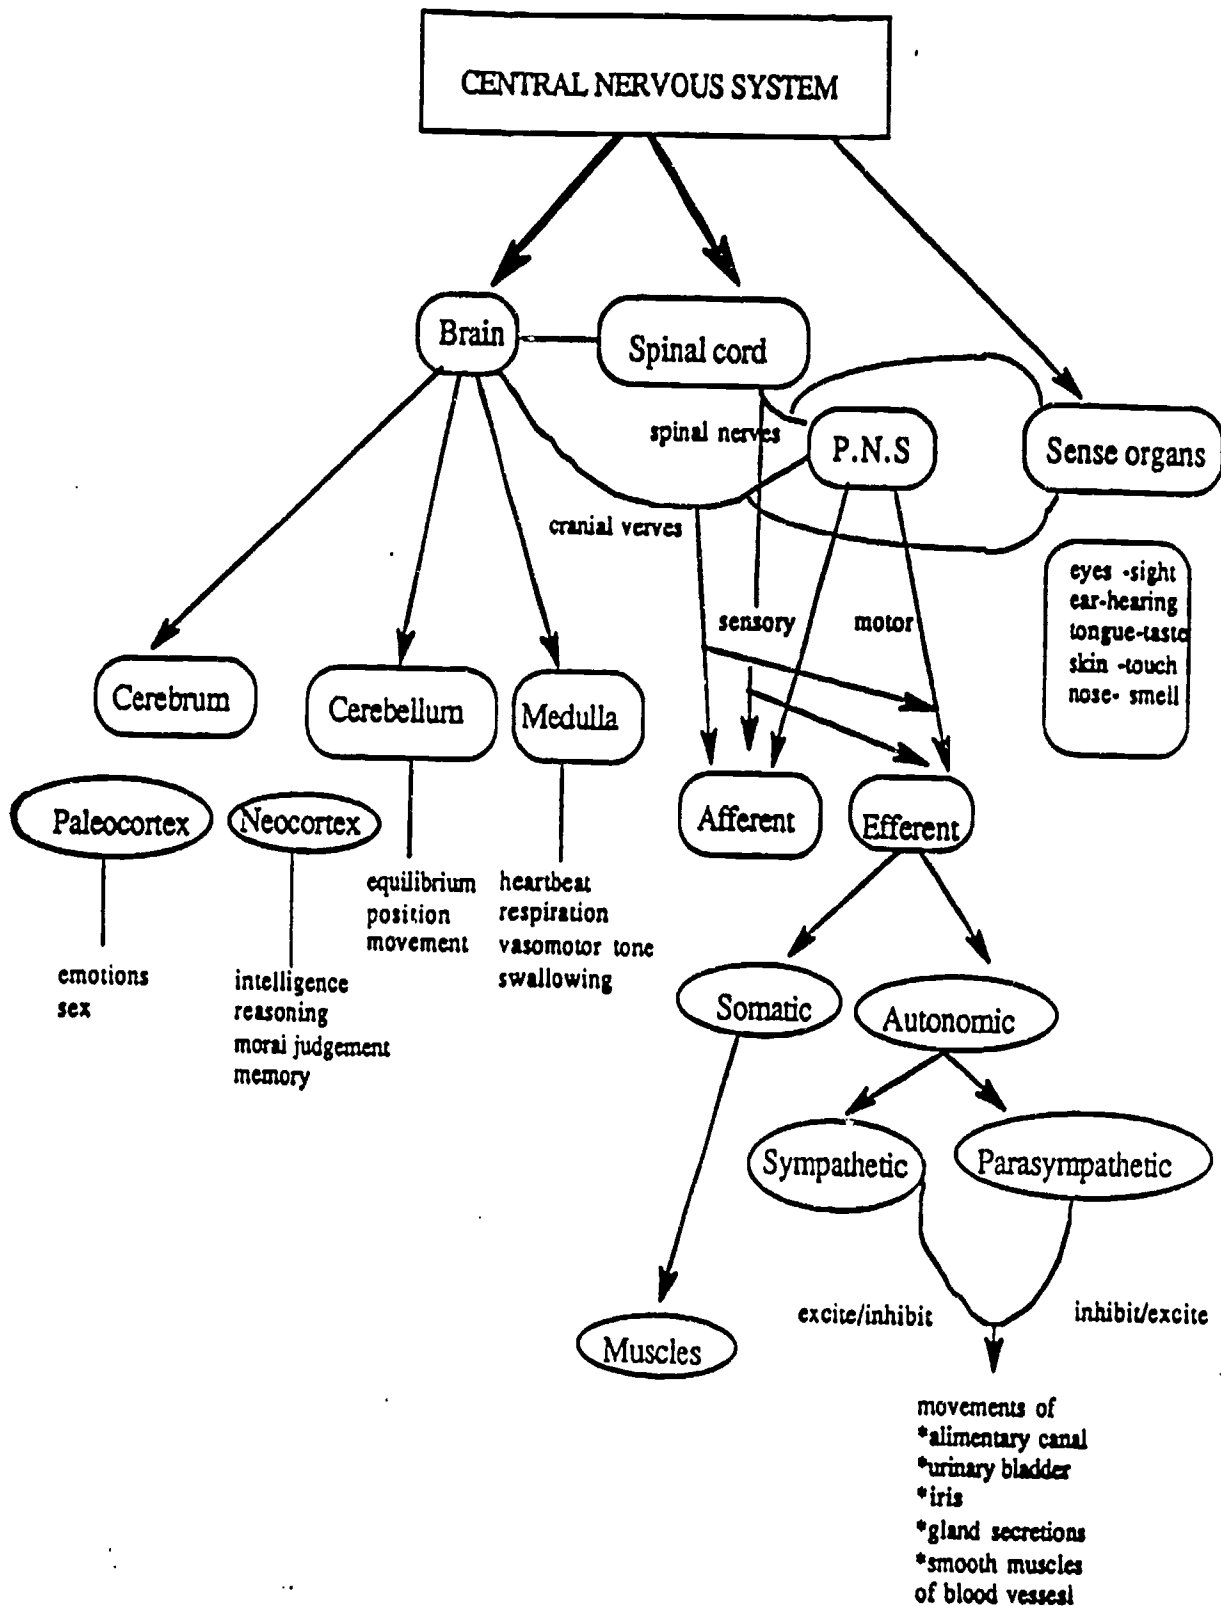 CENTRAL NERVOUS SYSTEM
Brain
Spinal cord
spinal nerves
P.N.S
Sense organs
cranial verves
eyes -sight
ear-hearing
tongue-taste
skin -touch
nose- smell
sensory
motor
Cerebrum
Cerebellum
Medulla
Paleocortex
Neocortex
Afferent
Efferent
equilibrium
position
movement
heartbeat
respiration
vasomotor tone
swallowing
emotions
sex
intelligence
reasoning
moral judgement
memory
Somatic
Autonomic
Sympathetic
Parasympathetic
excite/inhibit
inhibit/excite
Muscles
movements of
*alimentary canal
*urinary bladder
*iris
*gland secretions
*smooth muscles
of blood vessesl